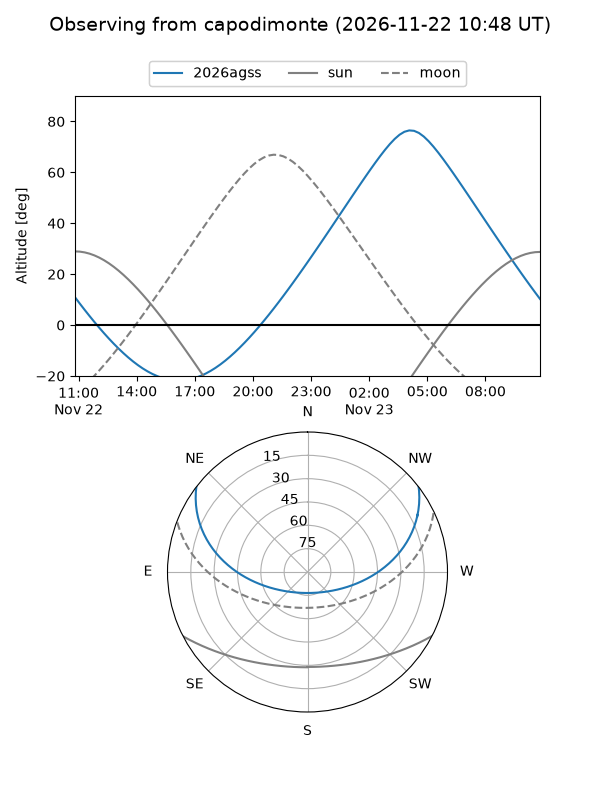 Observing from capodimonte (2026-11-22 10:48 UT)
2026agss sun moon
Altitude [deg]
80
60
40
20
0
−20
11:00 14:00 17:00 20:00 23:00 02:00 05:00 08:00
Nov 22 Nov 23
N
NE NW
15
30
45
60
75
E W
SE SW
S